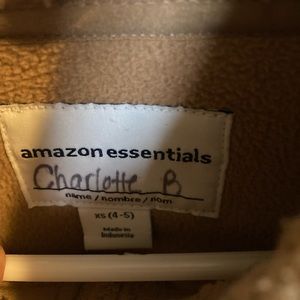 amazon essentials
Charlotte B
name / nombre / nom
XS (4-5)
Made in
Indonesia